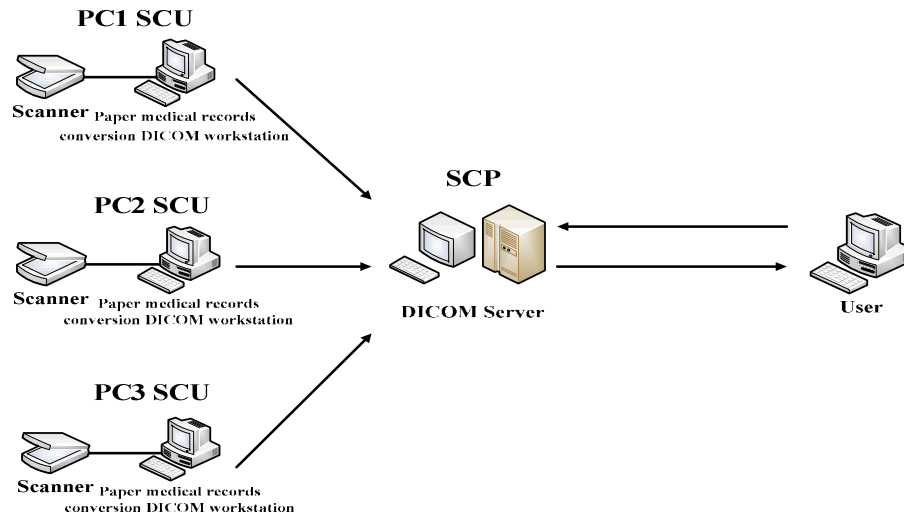 PC1 SCU
Scanner
Paper medical records
conversion DICOM workstation
PC2 SCU
Scanner
Paper medical records
conversion DICOM workstation
PC3 SCU
Scanner
Paper medical records
conversion DICOM workstation
SCP
DICOM Server
User